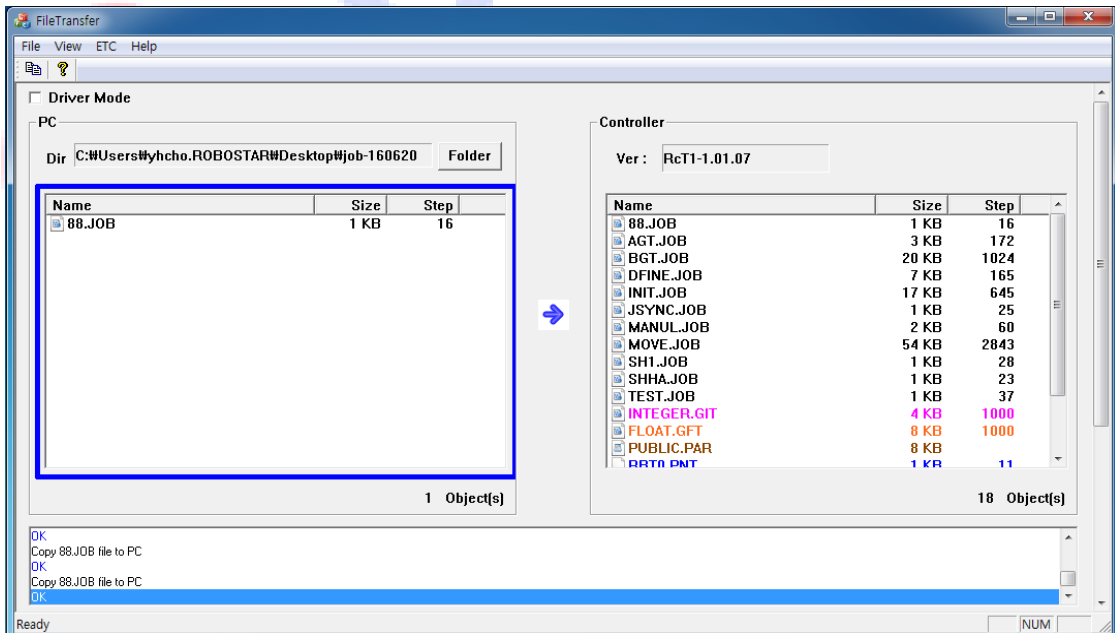 FileTransfer
File View ETC Help
Driver Mode
PC
Dir C:₩Users₩yhcho.ROBOSTAR₩Desktop₩job-160620 Folder
Name Size Step
88.JOB 1 KB 16
1 Object(s)
Controller
Ver : RcT1-1.01.07
Name Size Step
88.JOB 1 KB 16
AGT.JOB 3 KB 172
BGT.JOB 20 KB 1024
DFINE.JOB 7 KB 165
INIT.JOB 17 KB 645
JSYNC.JOB 1 KB 25
MANUL.JOB 2 KB 60
MOVE.JOB 54 KB 2843
SH1.JOB 1 KB 28
SHHA.JOB 1 KB 23
TEST.JOB 1 KB 37
INTEGER.GIT 4 KB 1000
FLOAT.GFT 8 KB 1000
PUBLIC.PAR 8 KB
RBT0.PNT 1 KB 11
18 Object(s)
OK
Copy 88.JOB file to PC
OK
Copy 88.JOB file to PC
OK
Ready NUM